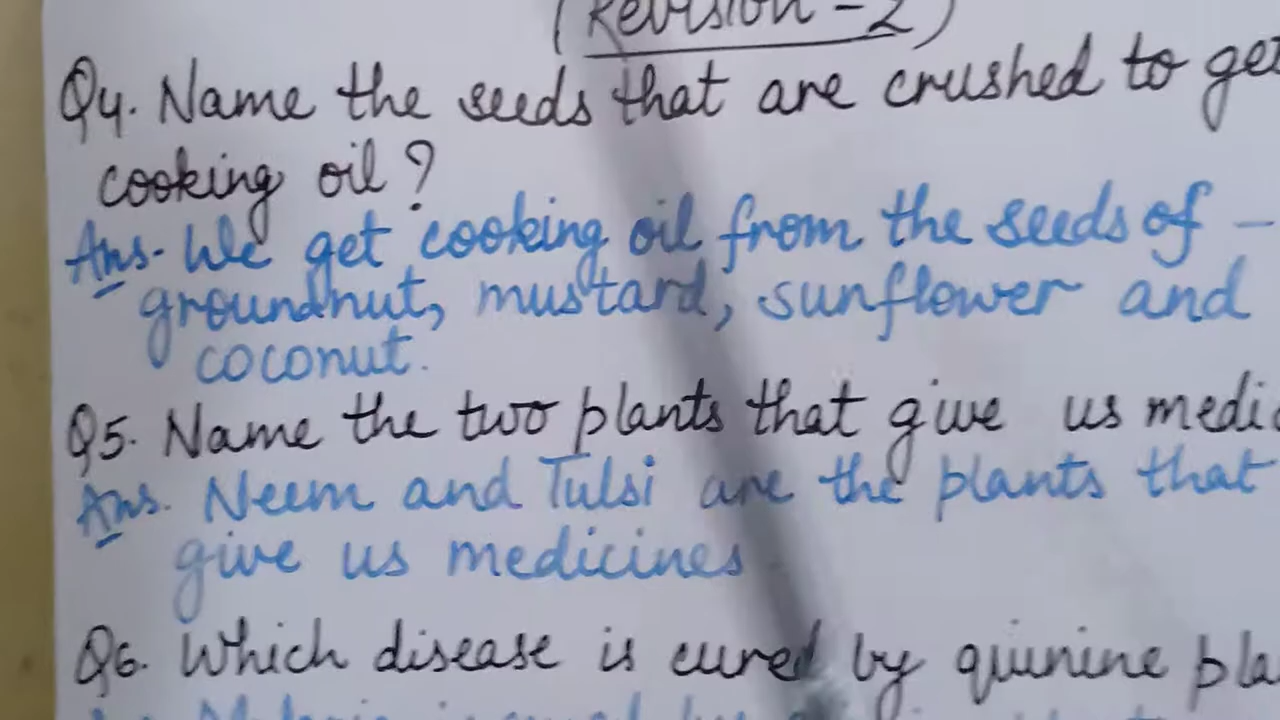 (Revision - 2)
Q4. Name the seeds that are crushed to get
cooking oil?
Ans. We get cooking oil from the seeds of -
groundnut, mustard, sunflower and
coconut.
Q5. Name the two plants that give us
Ans. Neem and Tulsi are the plants that
give us medicines
Q6. Which disease is cured by quinine